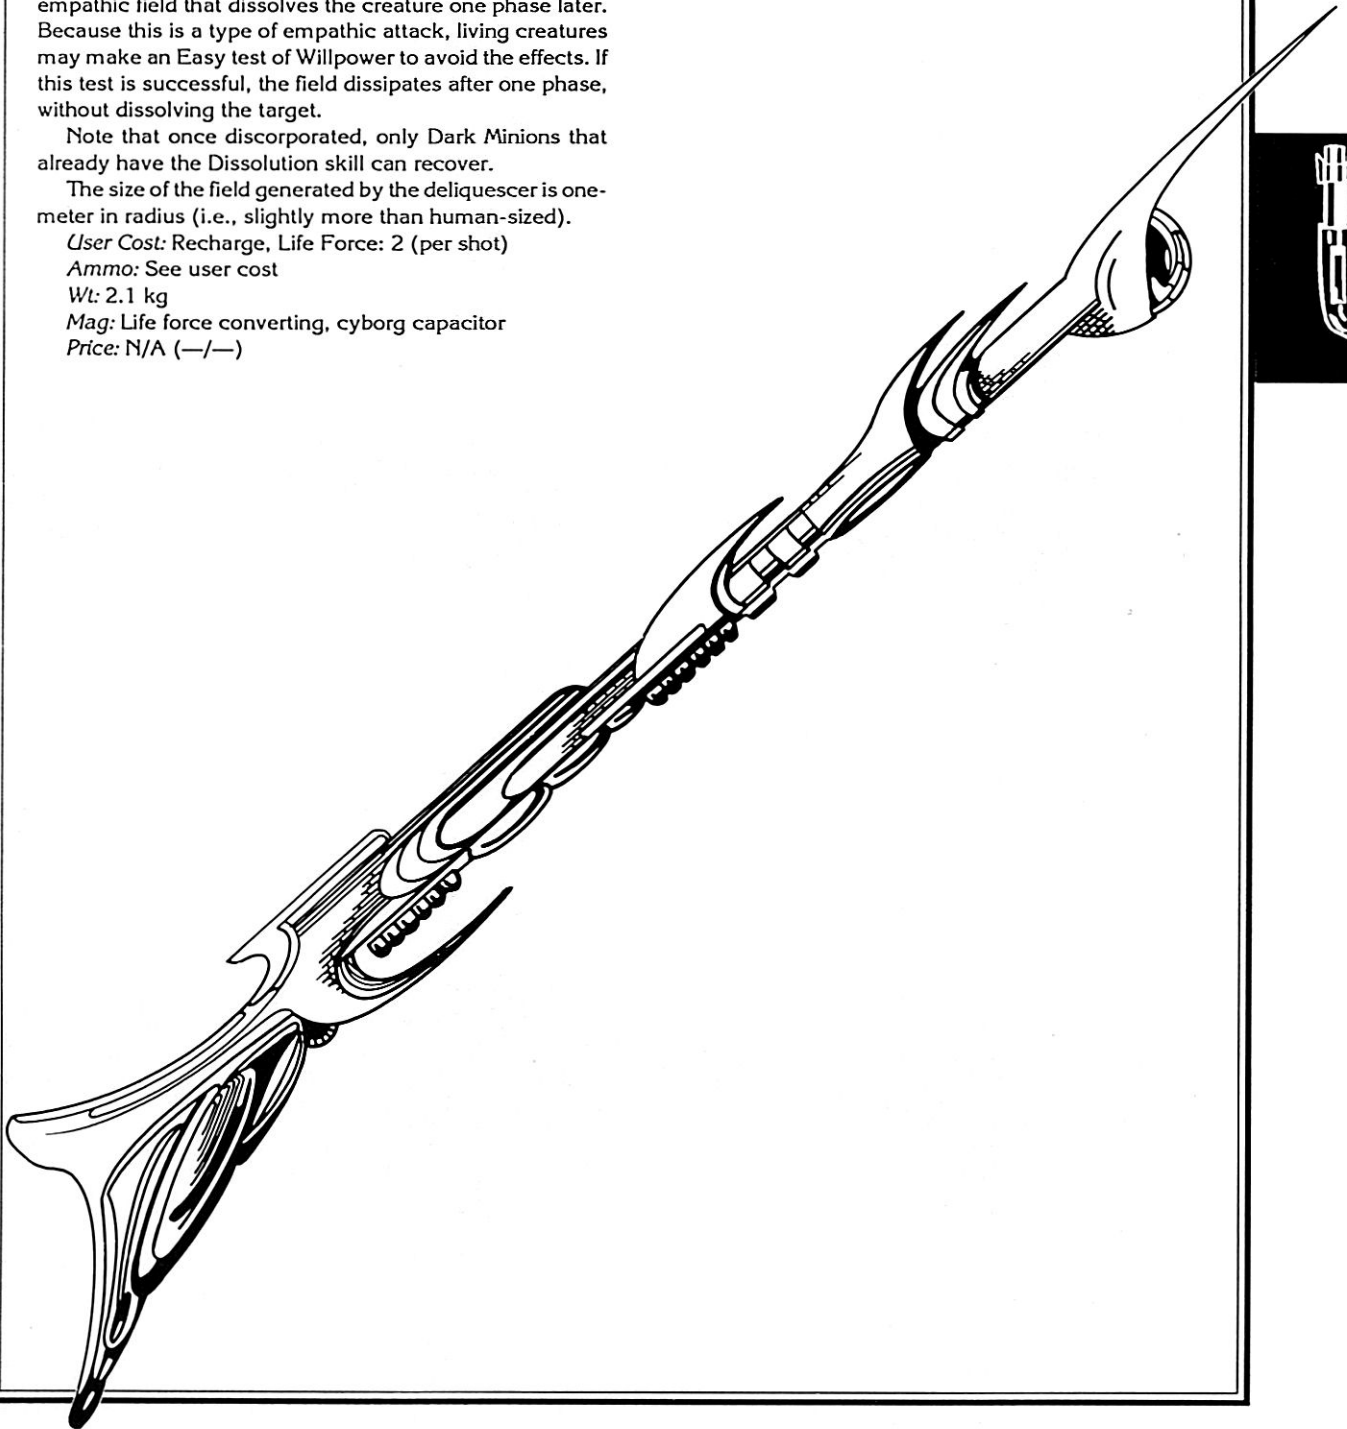 empathic field that dissolves the creature one phase later.
Because this is a type of empathic attack, living creatures
may make an Easy test of Willpower to avoid the effects. If
this test is successful, the field dissipates after one phase,
without dissolving the target.
Note that once discorporated, only Dark Minions that
already have the Dissolution skill can recover.
The size of the field generated by the deliquescer is one-
meter in radius (i.e., slightly more than human-sized).
User Cost: Recharge, Life Force: 2 (per shot)
Ammo: See user cost
Wt: 2.1 kg
Mag: Life force converting, cyborg capacitor
Price: N/A (—/—)